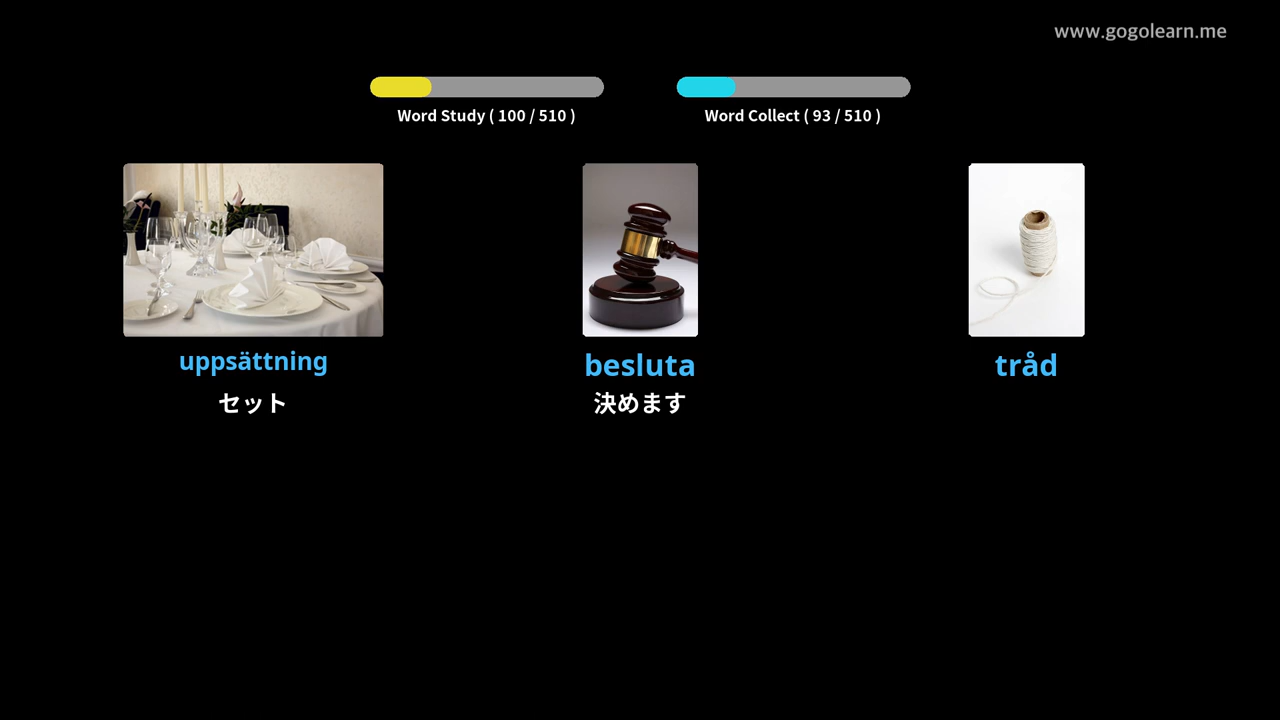 www.gogolearn.me
Word Study ( 100 / 510 )
Word Collect ( 93 / 510 )
uppsättning
セット
besluta
決めます
tråd